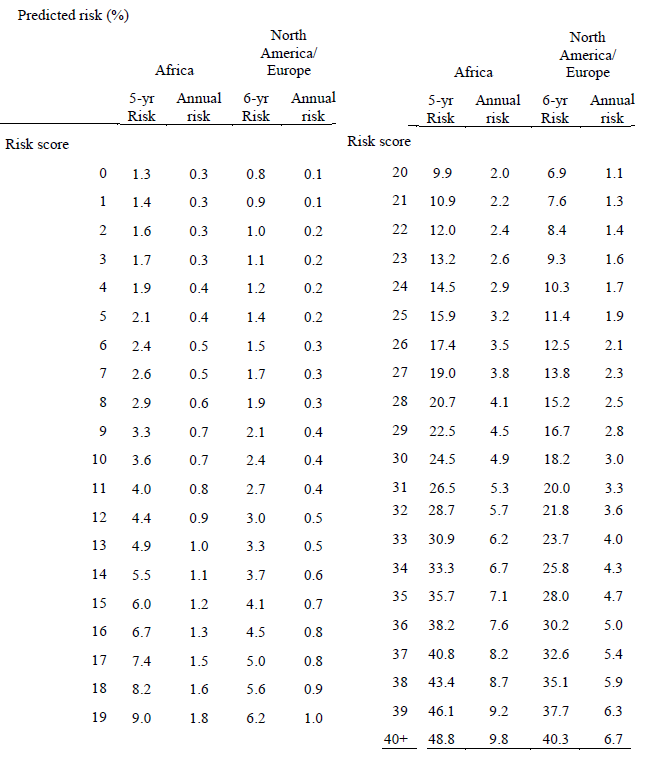 Predicted risk (%)
Africa North America/ Europe
5-yr Risk Annual risk 6-yr Risk Annual risk
Risk score
0 1.3 0.3 0.8 0.1
1 1.4 0.3 0.9 0.1
2 1.6 0.3 1.0 0.2
3 1.7 0.3 1.1 0.2
4 1.9 0.4 1.2 0.2
5 2.1 0.4 1.4 0.2
6 2.4 0.5 1.5 0.3
7 2.6 0.5 1.7 0.3
8 2.9 0.6 1.9 0.3
9 3.3 0.7 2.1 0.4
10 3.6 0.7 2.4 0.4
11 4.0 0.8 2.7 0.4
12 4.4 0.9 3.0 0.5
13 4.9 1.0 3.3 0.5
14 5.5 1.1 3.7 0.6
15 6.0 1.2 4.1 0.7
16 6.7 1.3 4.5 0.8
17 7.4 1.5 5.0 0.8
18 8.2 1.6 5.6 0.9
19 9.0 1.8 6.2 1.0
Africa North America/ Europe
5-yr Risk Annual risk 6-yr Risk Annual risk
Risk score
20 9.9 2.0 6.9 1.1
21 10.9 2.2 7.6 1.3
22 12.0 2.4 8.4 1.4
23 13.2 2.6 9.3 1.6
24 14.5 2.9 10.3 1.7
25 15.9 3.2 11.4 1.9
26 17.4 3.5 12.5 2.1
27 19.0 3.8 13.8 2.3
28 20.7 4.1 15.2 2.5
29 22.5 4.5 16.7 2.8
30 24.5 4.9 18.2 3.0
31 26.5 5.3 20.0 3.3
32 28.7 5.7 21.8 3.6
33 30.9 6.2 23.7 4.0
34 33.3 6.7 25.8 4.3
35 35.7 7.1 28.0 4.7
36 38.2 7.6 30.2 5.0
37 40.8 8.2 32.6 5.4
38 43.4 8.7 35.1 5.9
39 46.1 9.2 37.7 6.3
40+ 48.8 9.8 40.3 6.7